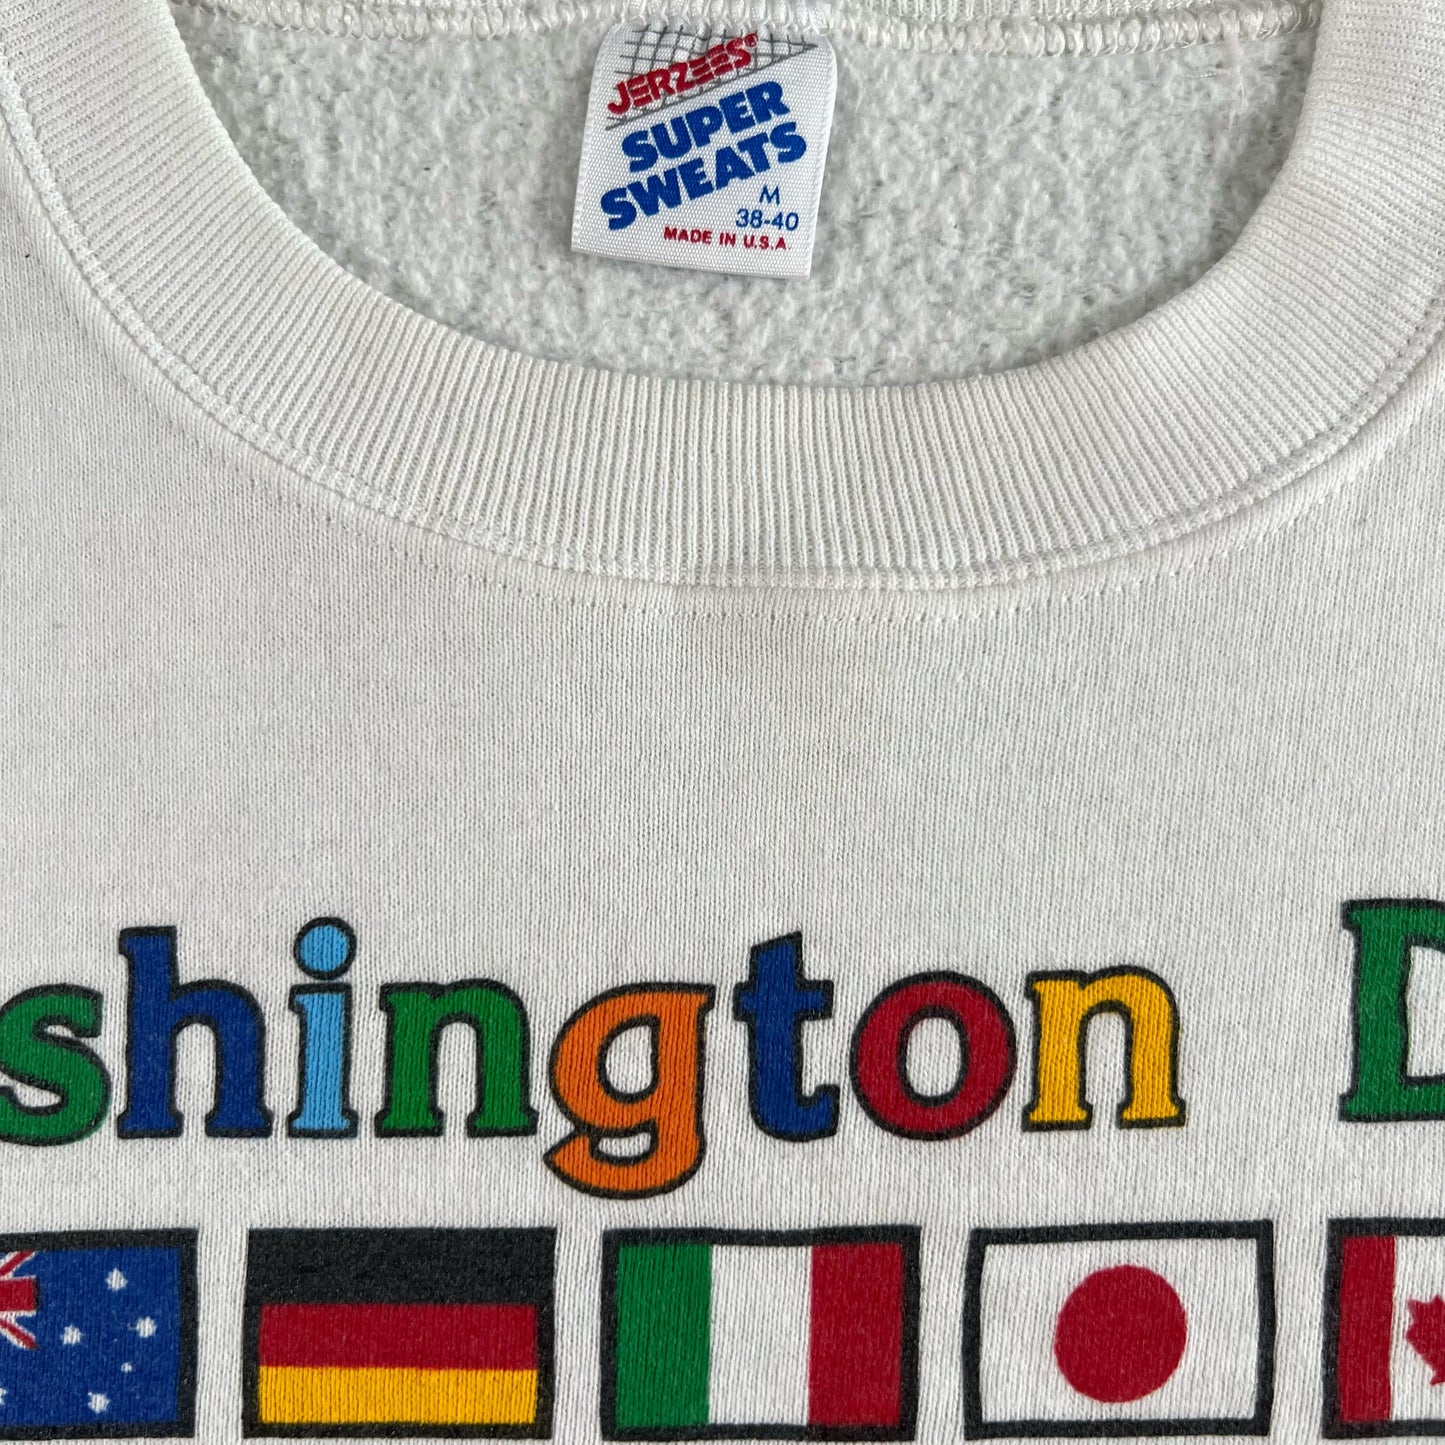 JERZEES®
SUPER
SWEATS
M
38-40
MADE IN U.S.A
shington D